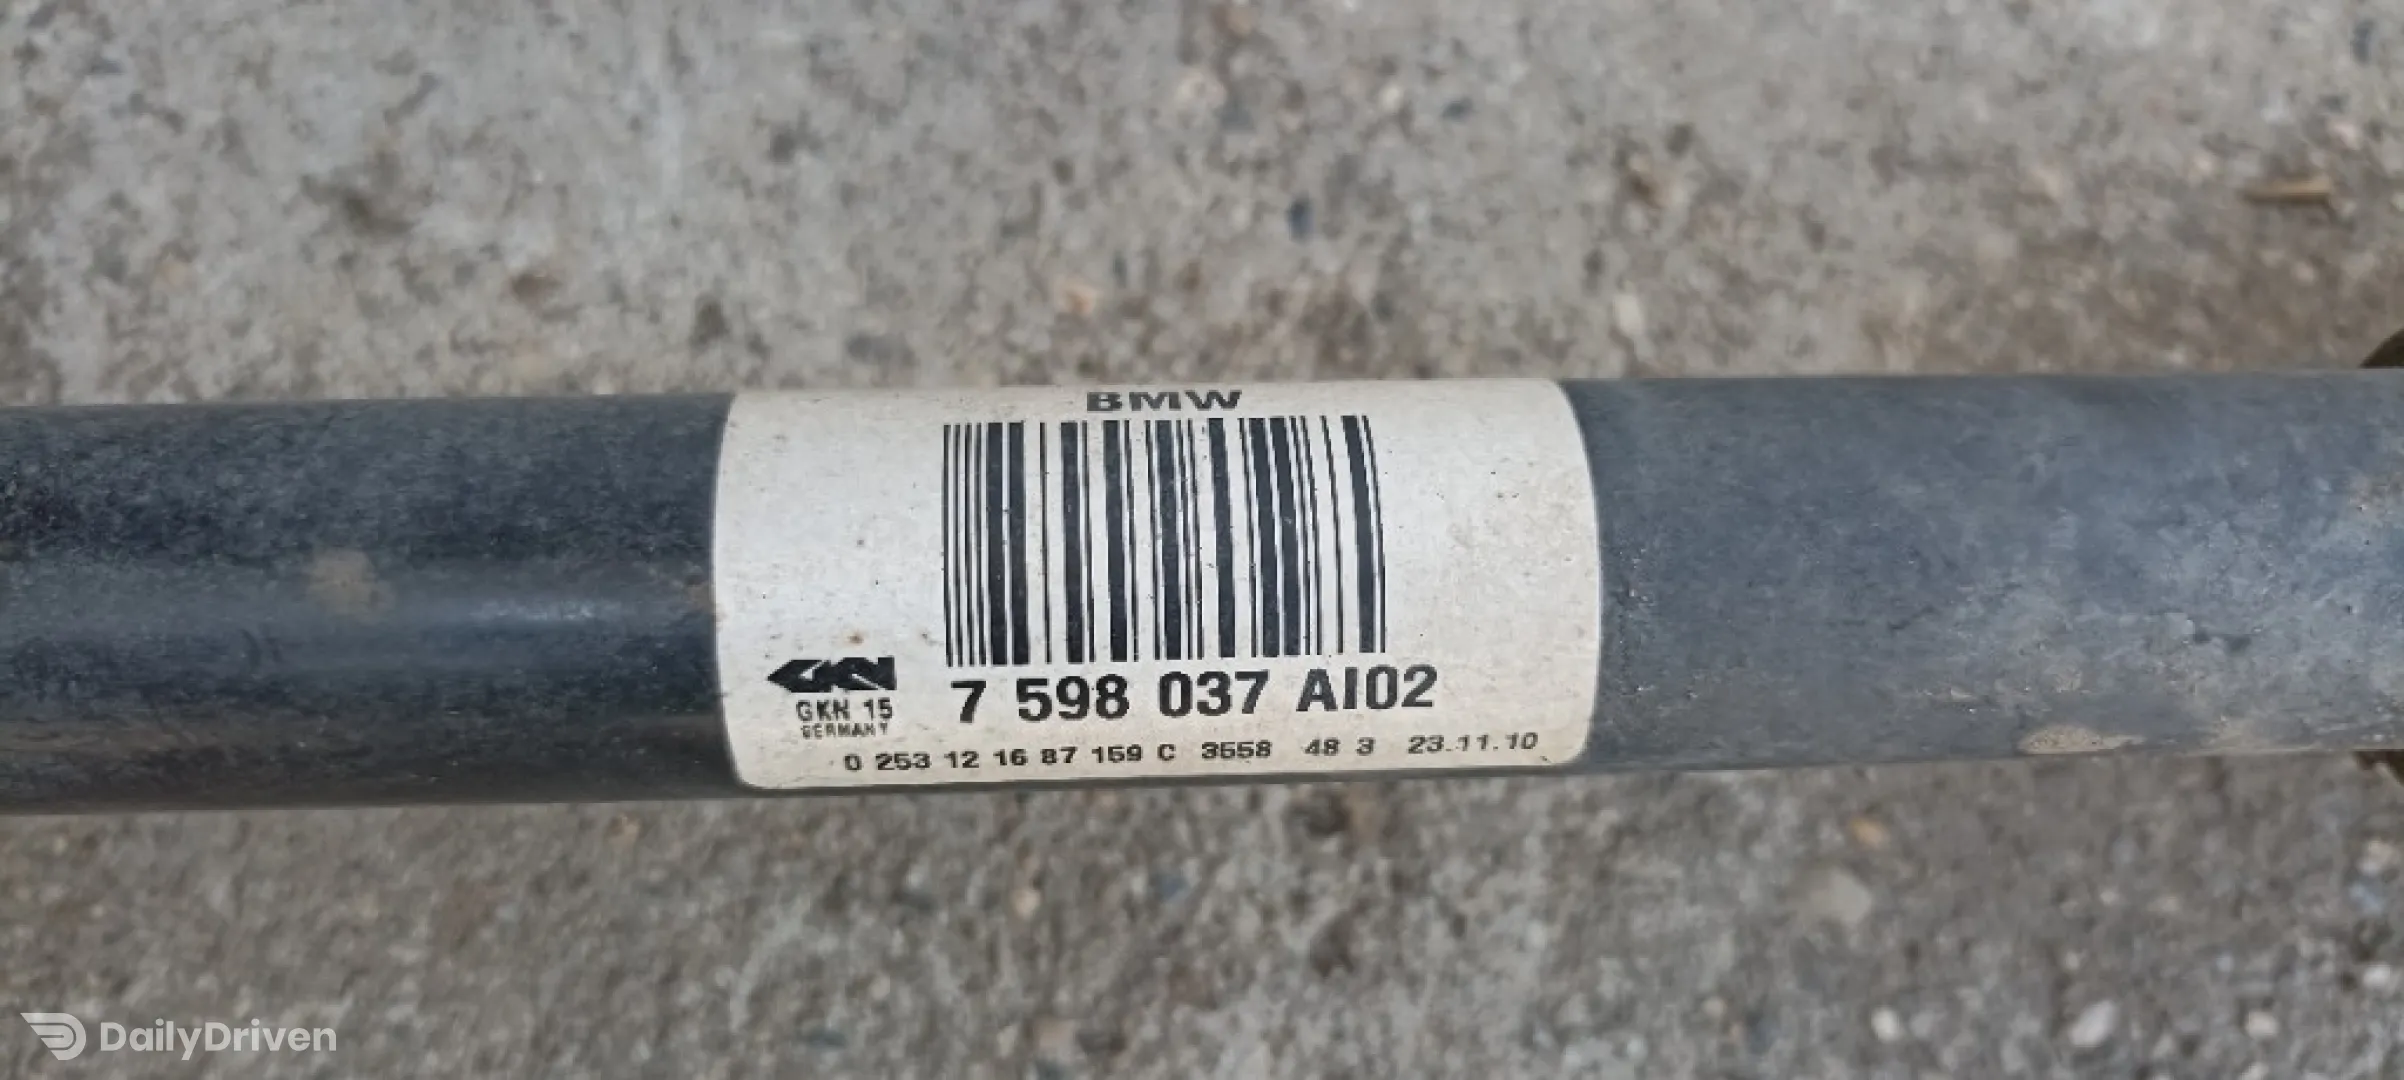 BMW
GKN
GKN 15
GERMANY
7 598 037 AI02
0 253 12 16 87 159 C 3558 48 3 23.11.10
DailyDriven